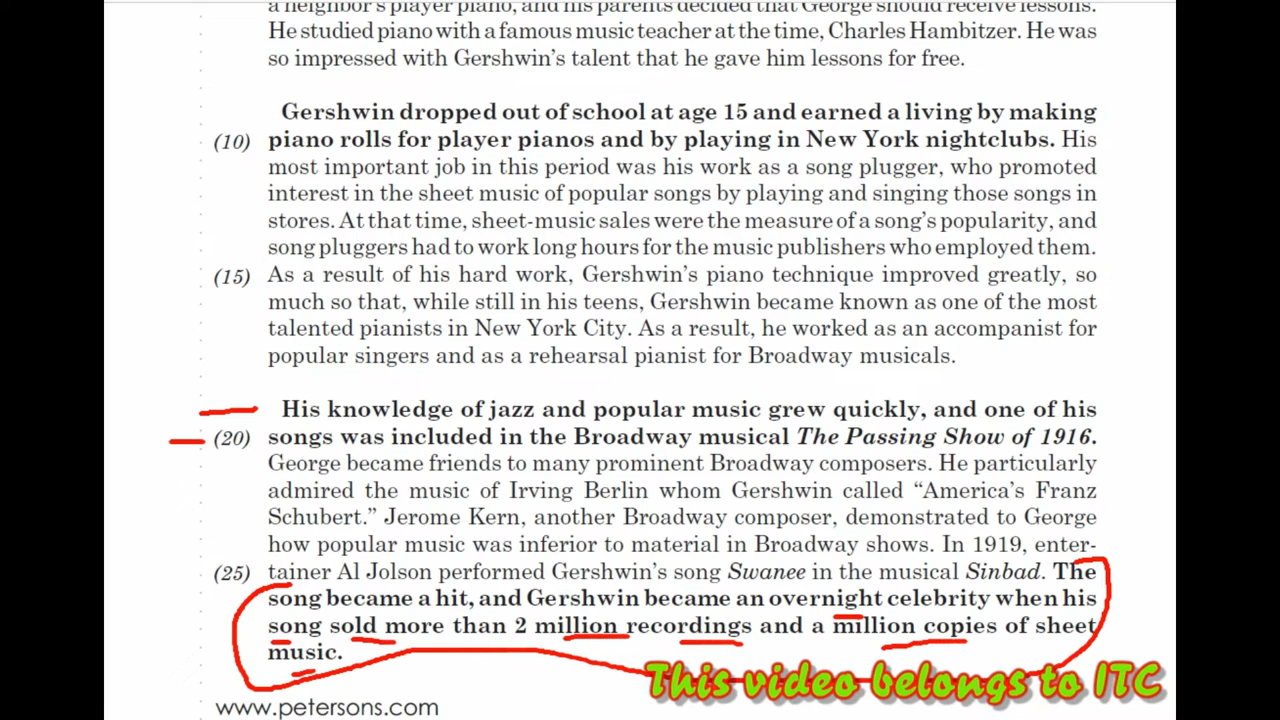 a neighbor's player piano, and his parents decided that George should receive lessons.
He studied piano with a famous music teacher at the time, Charles Hambitzer. He was
so impressed with Gershwin's talent that he gave him lessons for free.
Gershwin dropped out of school at age 15 and earned a living by making
(10) piano rolls for player pianos and by playing in New York nightclubs. His
most important job in this period was his work as a song plugger, who promoted
interest in the sheet music of popular songs by playing and singing those songs in
stores. At that time, sheet-music sales were the measure of a song's popularity, and
song pluggers had to work long hours for the music publishers who employed them.
(15) As a result of his hard work, Gershwin's piano technique improved greatly, so
much so that, while still in his teens, Gershwin became known as one of the most
talented pianists in New York City. As a result, he worked as an accompanist for
popular singers and as a rehearsal pianist for Broadway musicals.
His knowledge of jazz and popular music grew quickly, and one of his
(20) songs was included in the Broadway musical The Passing Show of 1916.
George became friends to many prominent Broadway composers. He particularly
admired the music of Irving Berlin whom Gershwin called “America's Franz
Schubert.” Jerome Kern, another Broadway composer, demonstrated to George
how popular music was inferior to material in Broadway shows. In 1919, enter-
(25) tainer Al Jolson performed Gershwin's song Swanee in the musical Sinbad. The
song became a hit, and Gershwin became an overnight celebrity when his
song sold more than 2 million recordings and a million copies of sheet
music.
This video belongs to ITC
www.petersons.com